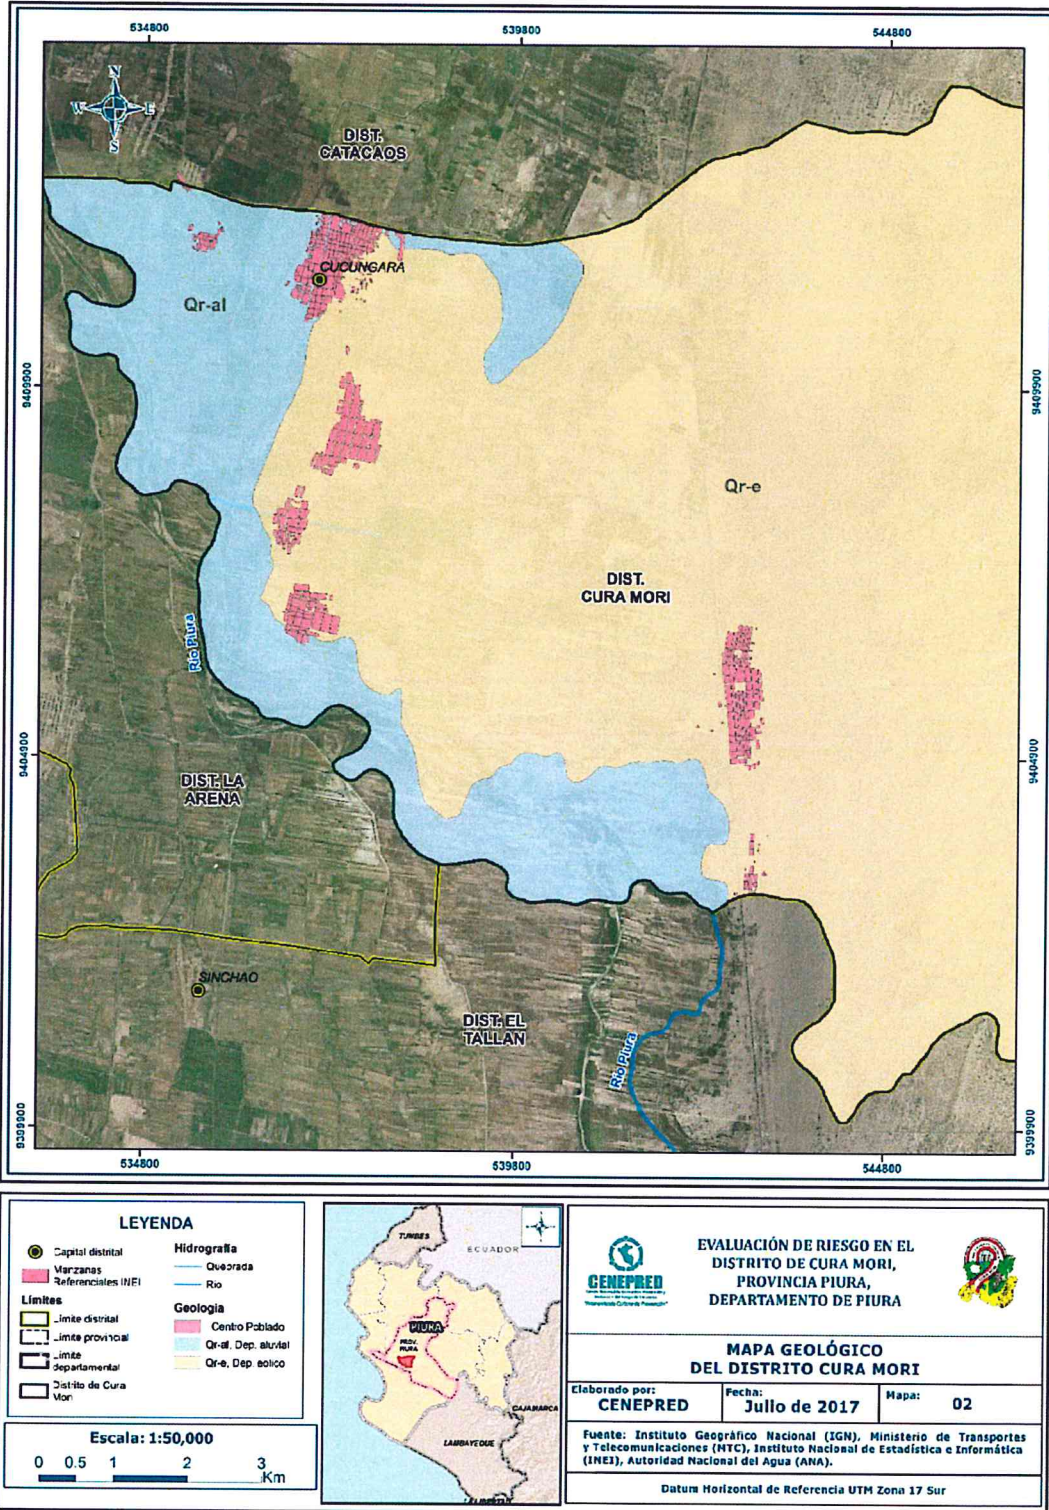 534800
539800
544800
N
W
E
S
DIST.
CATACAOS
CUCUNGARA
Qr-al
9409900
9409900
Qr-e
DIST.
CURA MORI
Río Piura
9404900
9404900
DIST. LA
ARENA
SINCHAO
DIST. EL
TALLAN
Río Piura
9399900
9399900
534800
539800
544800
LEYENDA
Capital distrital
Manzanas
Referenciales INEI
Límites
Límite distrital
Límite provincial
Límite
departamental
Distrito de Cura
Mori
Hidrografía
Quebrada
Río
Geología
Centro Poblado
Qr-al, Dep. aluvial
Qr-e, Dep. eolico
Escala: 1:50,000
0 0.5 1 2 3
Km
TUMBES
ECUADOR
PIURA
PROV.
PIURA
CAJAMARCA
LAMBAYEQUE
LA LIBERTAD
CENEPRED
EVALUACIÓN DE RIESGO EN EL
DISTRITO DE CURA MORI,
PROVINCIA PIURA,
DEPARTAMENTO DE PIURA
MAPA GEOLÓGICO
DEL DISTRITO CURA MORI
Elaborado por:
CENEPRED
Fecha:
Julio de 2017
Mapa:
02
Fuente: Instituto Geográfico Nacional (IGN). Ministerio de Transportes
y Telecomunicaciones (MTC), Instituto Nacional de Estadística e Informática
(INEI), Autoridad Nacional del Agua (ANA).
Datum Horizontal de Referencia UTM Zona 17 Sur